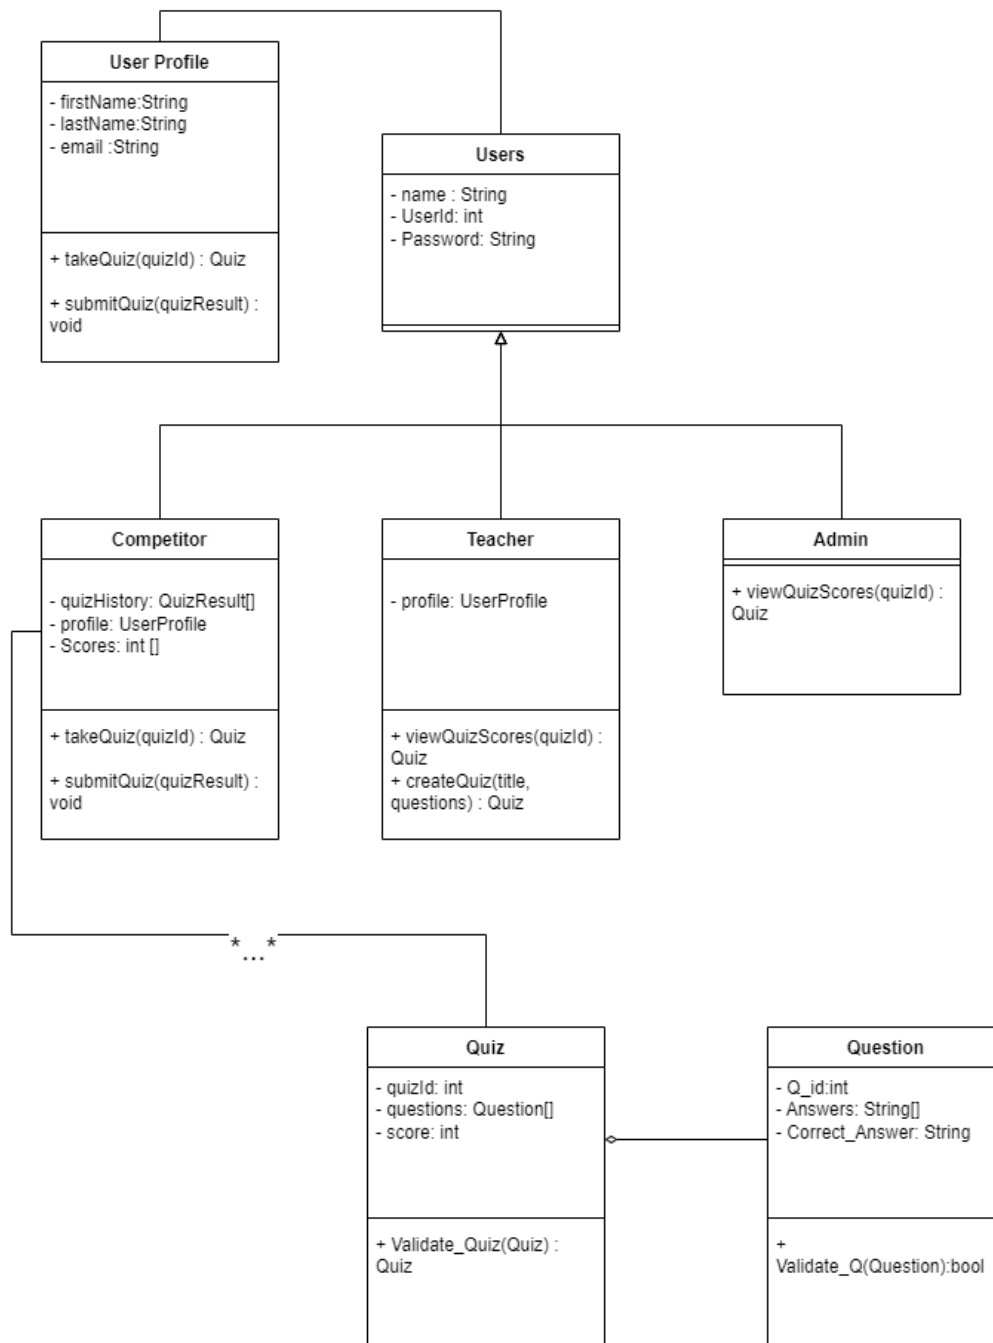 User Profile
- firstName:String
- lastName:String
- email :String
+ takeQuiz(quizId) : Quiz
+ submitQuiz(quizResult) :
void
Users
- name : String
- UserId: int
- Password: String
Competitor
- quizHistory: QuizResult[]
- profile: UserProfile
- Scores: int []
+ takeQuiz(quizId) : Quiz
+ submitQuiz(quizResult) :
void
Teacher
- profile: UserProfile
+ viewQuizScores(quizId) :
Quiz
+ createQuiz(title,
questions) : Quiz
Admin
+ viewQuizScores(quizId) :
Quiz
*...*
Quiz
- quizId: int
- questions: Question[]
- score: int
+ Validate_Quiz(Quiz) :
Quiz
Question
- Q_id:int
- Answers: String[]
- Correct_Answer: String
+
Validate_Q(Question):bool